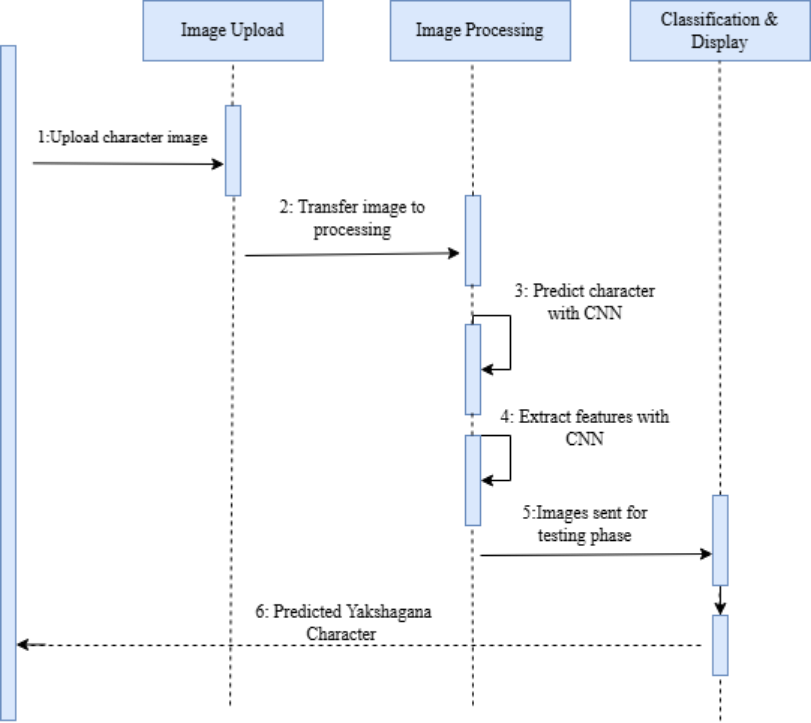 Image Upload
Image Processing
Classification &
Display
1:Upload character image
2: Transfer image to
processing
3: Predict character
with CNN
4: Extract features with
CNN
5:Images sent for
testing phase
6: Predicted Yakshagana
Character